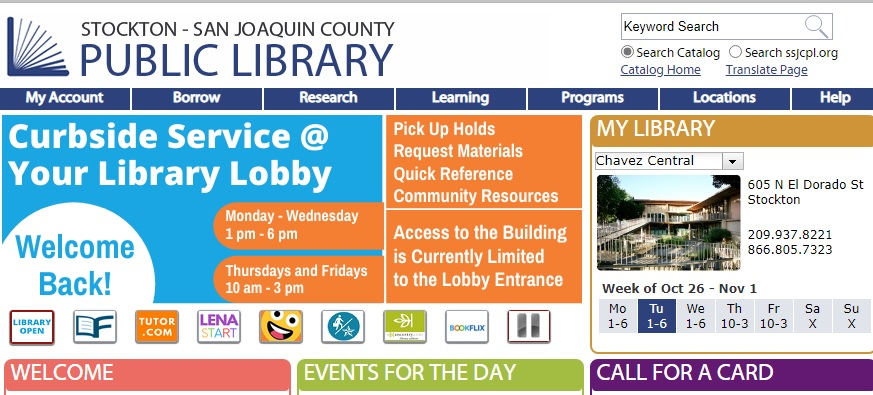 STOCKTON - SAN JOAQUIN COUNTY
PUBLIC LIBRARY
Keyword Search
Search Catalog Search ssjcpl.org
Catalog Home Translate Page
My Account Borrow Research Learning Programs Locations Help
Curbside Service @
Your Library Lobby
Welcome
Back!
Monday - Wednesday
1 pm - 6 pm
Thursdays and Fridays
10 am - 3 pm
Pick Up Holds
Request Materials
Quick Reference
Community Resources
Access to the Building
is Currently Limited
to the Lobby Entrance
MY LIBRARY
Chavez Central
605 N El Dorado St
Stockton
209.937.8221
866.805.7323
Week of Oct 26 - Nov 1
Mo Tu We Th Fr Sa Su
1-6 1-6 1-6 10-3 10-3 X X
LIBRARY
OPEN
F
TUTOR
.COM
LENA
START
BOOKFLIX
WELCOME
EVENTS FOR THE DAY
CALL FOR A CARD